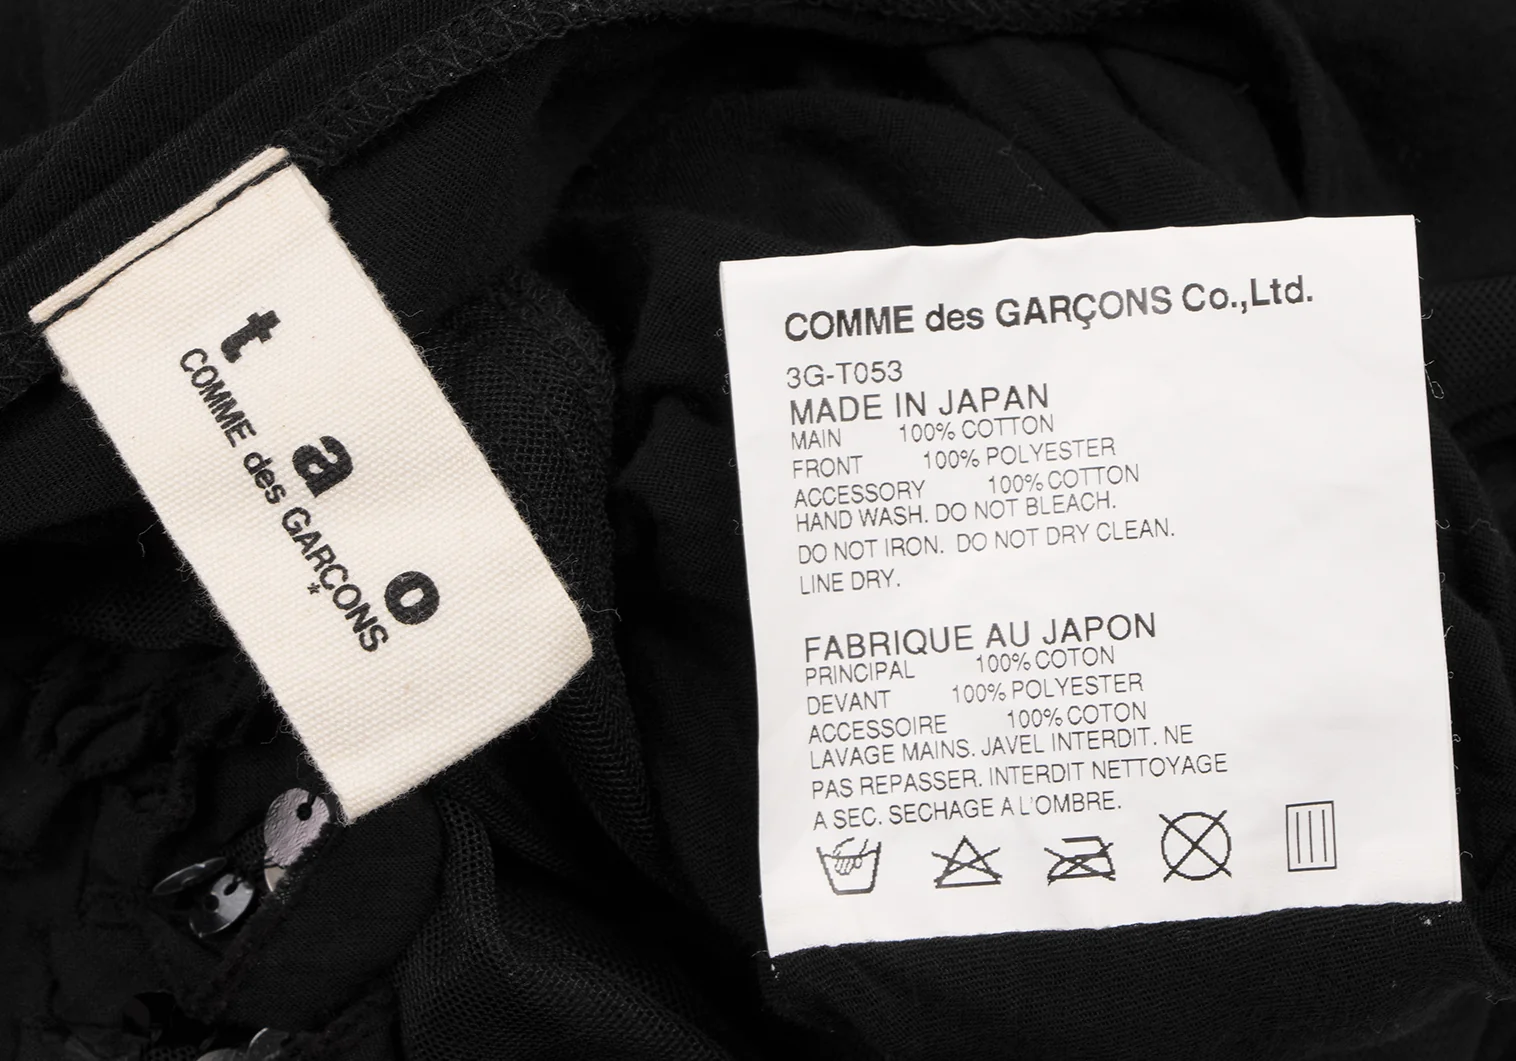 t a o
COMME des GARÇONS
*
COMME des GARÇONS Co.,Ltd.
3G-T053
MADE IN JAPAN
MAIN 100% COTTON
FRONT 100% POLYESTER
ACCESSORY 100% COTTON
HAND WASH. DO NOT BLEACH.
DO NOT IRON. DO NOT DRY CLEAN.
LINE DRY.
FABRIQUE AU JAPON
PRINCIPAL 100% COTON
DEVANT 100% POLYESTER
ACCESSOIRE 100% COTON
LAVAGE MAINS. JAVEL INTERDIT. NE
PAS REPASSER. INTERDIT NETTOYAGE
A SEC. SECHAGE A L'OMBRE.